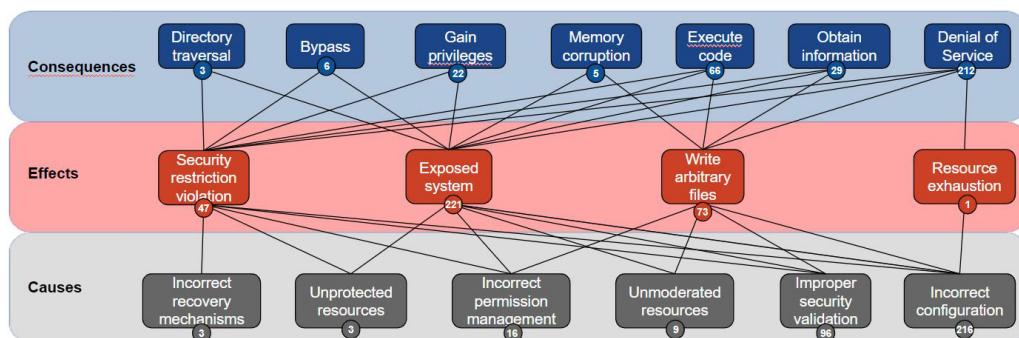 Consequences
Directory
traversal
3
Bypass
6
Gain
privileges
22
Memory
corruption
5
Execute
code
66
Obtain
information
29
Denial of
Service
212
Effects
Security
restriction
violation
47
Exposed
system
221
Write
arbitrary
files
73
Resource
exhaustion
1
Causes
Incorrect
recovery
mechanisms
3
Unprotected
resources
3
Incorrect
permission
management
16
Unmoderated
resources
9
Improper
security
validation
96
Incorrect
configuration
216